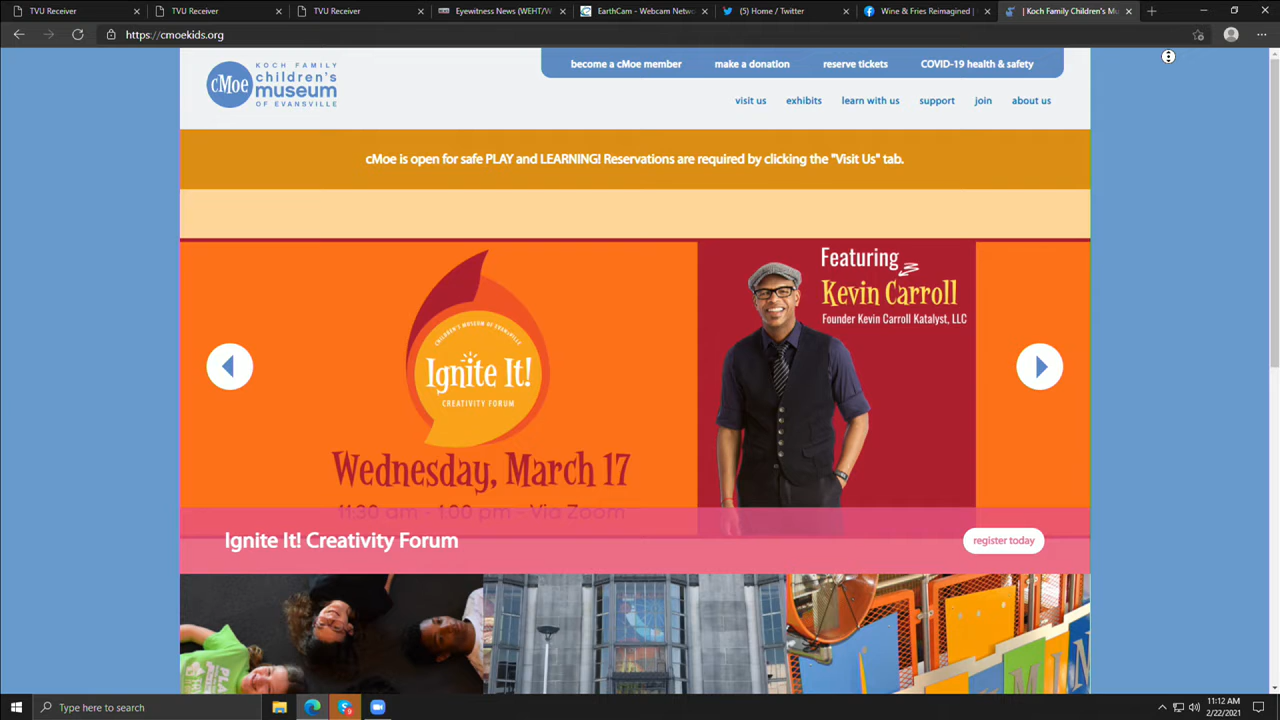 TVU Receiver
TVU Receiver
TVU Receiver
Eyewitness News (WEHT/W
EarthCam - Webcam Netwo
(5) Home / Twitter
Wings & Fries Reimagined |
| Koch Family Children's Mu
https://cmoekids.org
cMoe
KOCH FAMILY
children's
museum
OF EVANSVILLE
become a cMoe member
make a donation
reserve tickets
COVID-19 health & safety
visit us
exhibits
learn with us
support
join
about us
cMoe is open for safe PLAY and LEARNING! Reservations are required by clicking the "Visit Us" tab.
CHILDREN'S MUSEUM OF EVANSVILLE
Ignite It!
CREATIVITY FORUM
Wednesday, March 17
11:30 am - 1:00 pm - Via Zoom
Featuring
Kevin Carroll
Founder Kevin Carroll Katalyst, LLC
Ignite It! Creativity Forum
register today
Type here to search
11:12 AM
2/22/2021